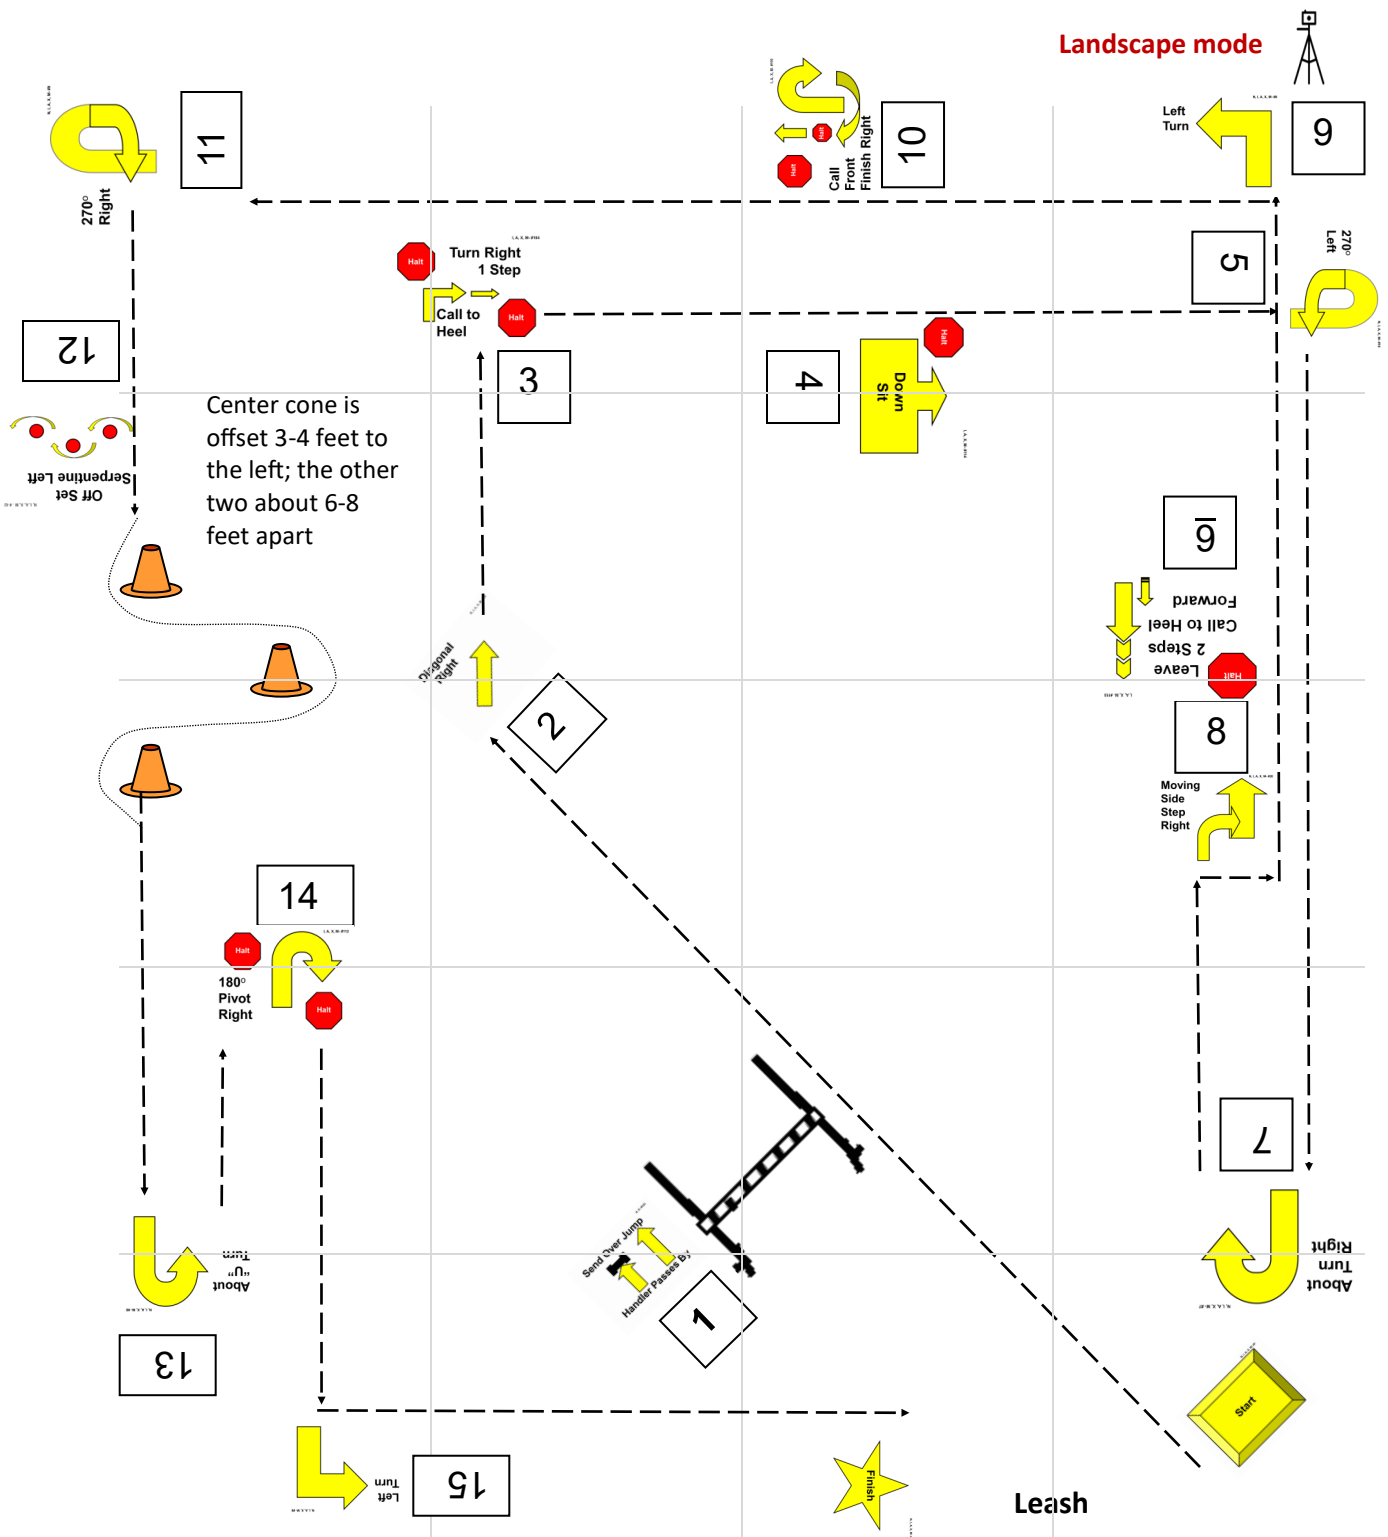 Landscape mode
11
270°
Right
10
Halt
Halt
Call
Front
Finish Right
Left
Turn
9
270°
Left
5
Halt
Turn Right
1 Step
Call to
Heel
Halt
3
4
Halt
Down
Sit
12
Off Set
Serpentine Left
Center cone is
offset 3-4 feet to
the left; the other
two about 6-8
feet apart
6
Halt
Leave
2 Steps
Call to Heel
Forward
Diagonal
Right
2
8
Moving
Side
Step
Right
14
Halt
180°
Pivot
Right
Halt
7
About
Turn
Right
About
"U"
Turn
13
Send Over Jump
Handler Passes By
1
Start
Left
Turn
15
Finish
Leash